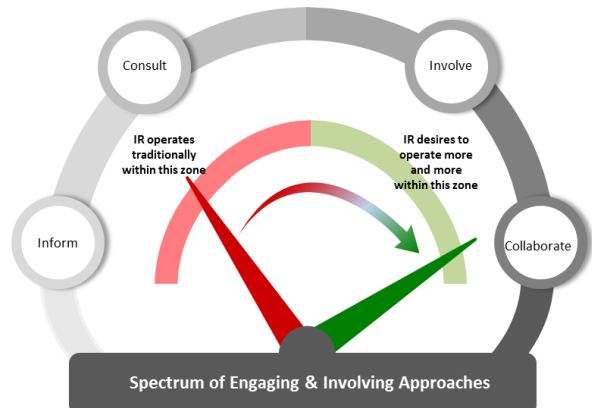 Consult
Involve
IR operates
traditionally
within this zone
IR desires to
operate more
and more
within this zone
Inform
Collaborate
Spectrum of Engaging & Involving Approaches